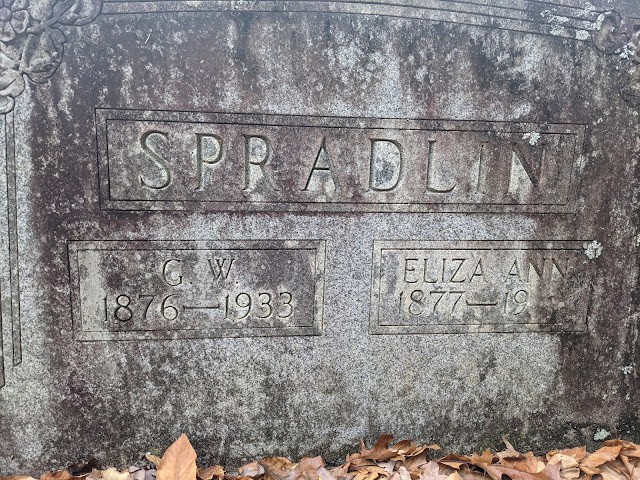 SPRADLIN
G. W.
1876—1933
ELIZA ANN
1877—19